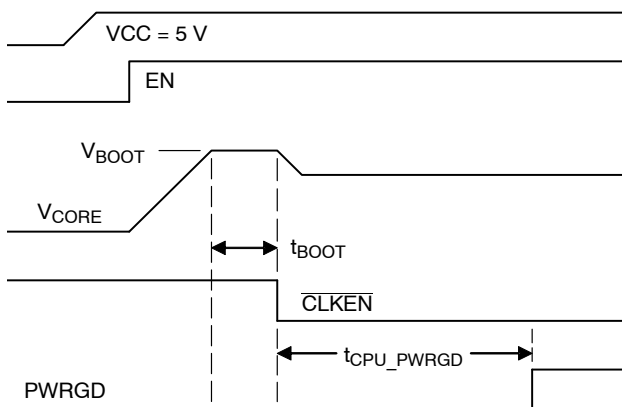 VCC = 5 V
EN
VBOOT
VCORE
tBOOT
CLKEN
tCPU_PWRGD
PWRGD